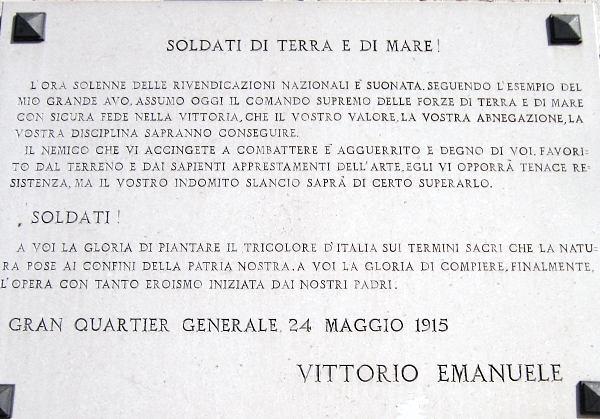 SOLDATI DI TERRA E DI MARE!
L'ORA SOLENNE DELLE RIVENDICAZIONI NAZIONALI E' SUONATA. SEGUENDO L'ESEMPIO DEL
MIO GRANDE AVO, ASSUMO OGGI IL COMANDO SUPREMO DELLE FORZE DI TERRA E DI MARE
CON SICURA FEDE NELLA VITTORIA, CHE IL VOSTRO VALORE, LA VOSTRA ABNEGAZIONE, LA
VOSTRA DISCIPLINA SAPRANNO CONSEGUIRE.
IL NEMICO CHE VI ACCINGETE A COMBATTERE E' AGGUERRITO E DEGNO DI VOI. FAVORI-
TO DAL TERRENO E DAI SAPIENTI APPRESTAMENTI DELL'ARTE, EGLI VI OPPORRÀ TENACE RE-
SISTENZA, MA IL VOSTRO INDOMITO SLANCIO SAPRÀ DI CERTO SUPERARLO.
SOLDATI!
A VOI LA GLORIA DI PIANTARE IL TRICOLORE D'ITALIA SUI TERMINI SACRI CHE LA NATU-
RA POSE AI CONFINI DELLA PATRIA NOSTRA. A VOI LA GLORIA DI COMPIERE, FINALMENTE,
L'OPERA CON TANTO EROISMO INIZIATA DAI NOSTRI PADRI.
GRAN QUARTIER GENERALE, 24 MAGGIO 1915
VITTORIO EMANUELE